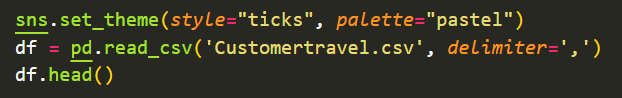 sns.set_theme(style="ticks", palette="pastel")
df = pd.read_csv('Customertravel.csv', delimiter=',')
df.head()